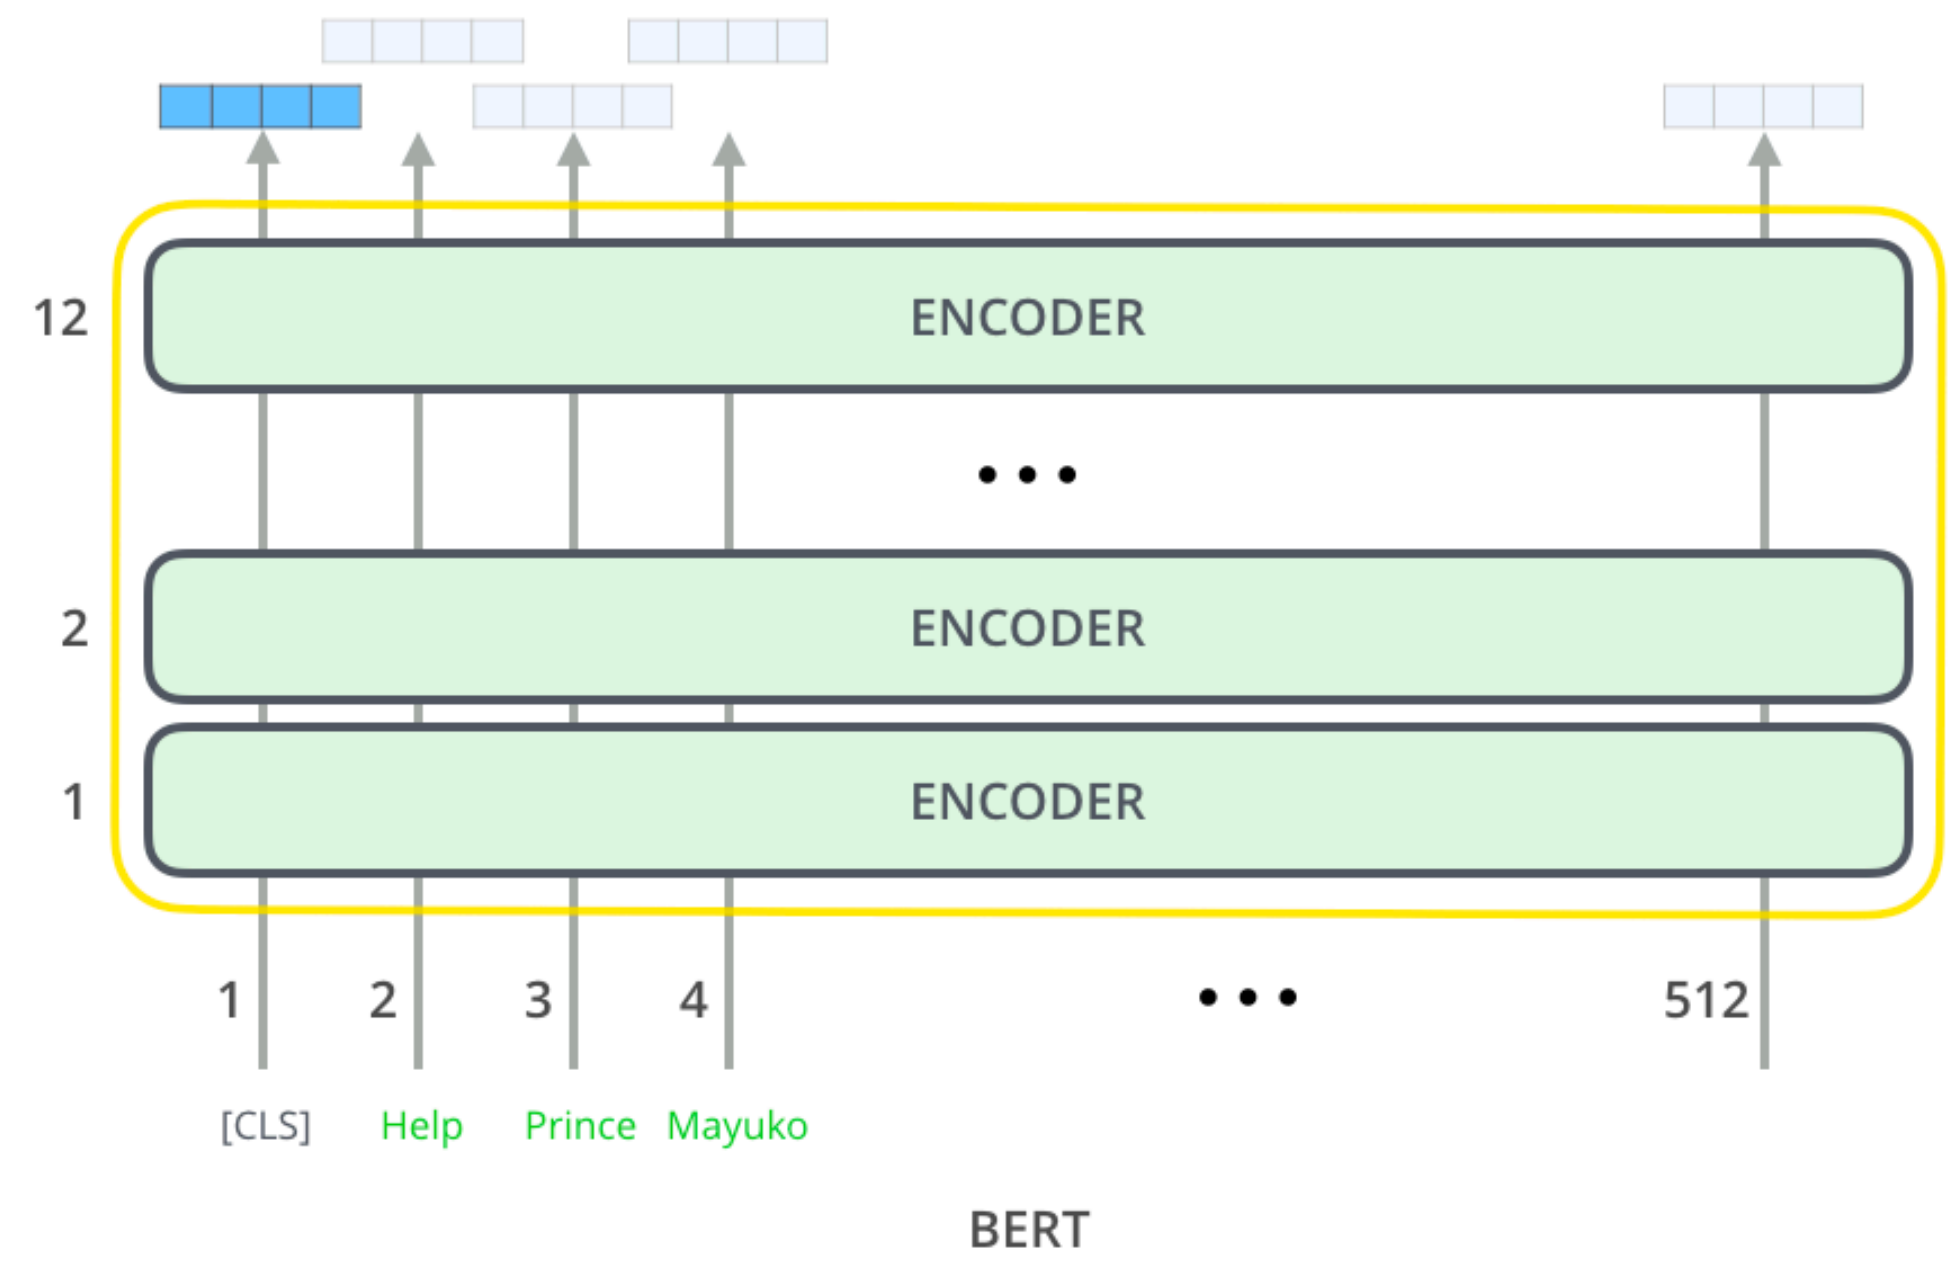 12 ENCODER
...
2 ENCODER
1 ENCODER
1 2 3 4 ... 512
[CLS] Help Prince Mayuko
BERT